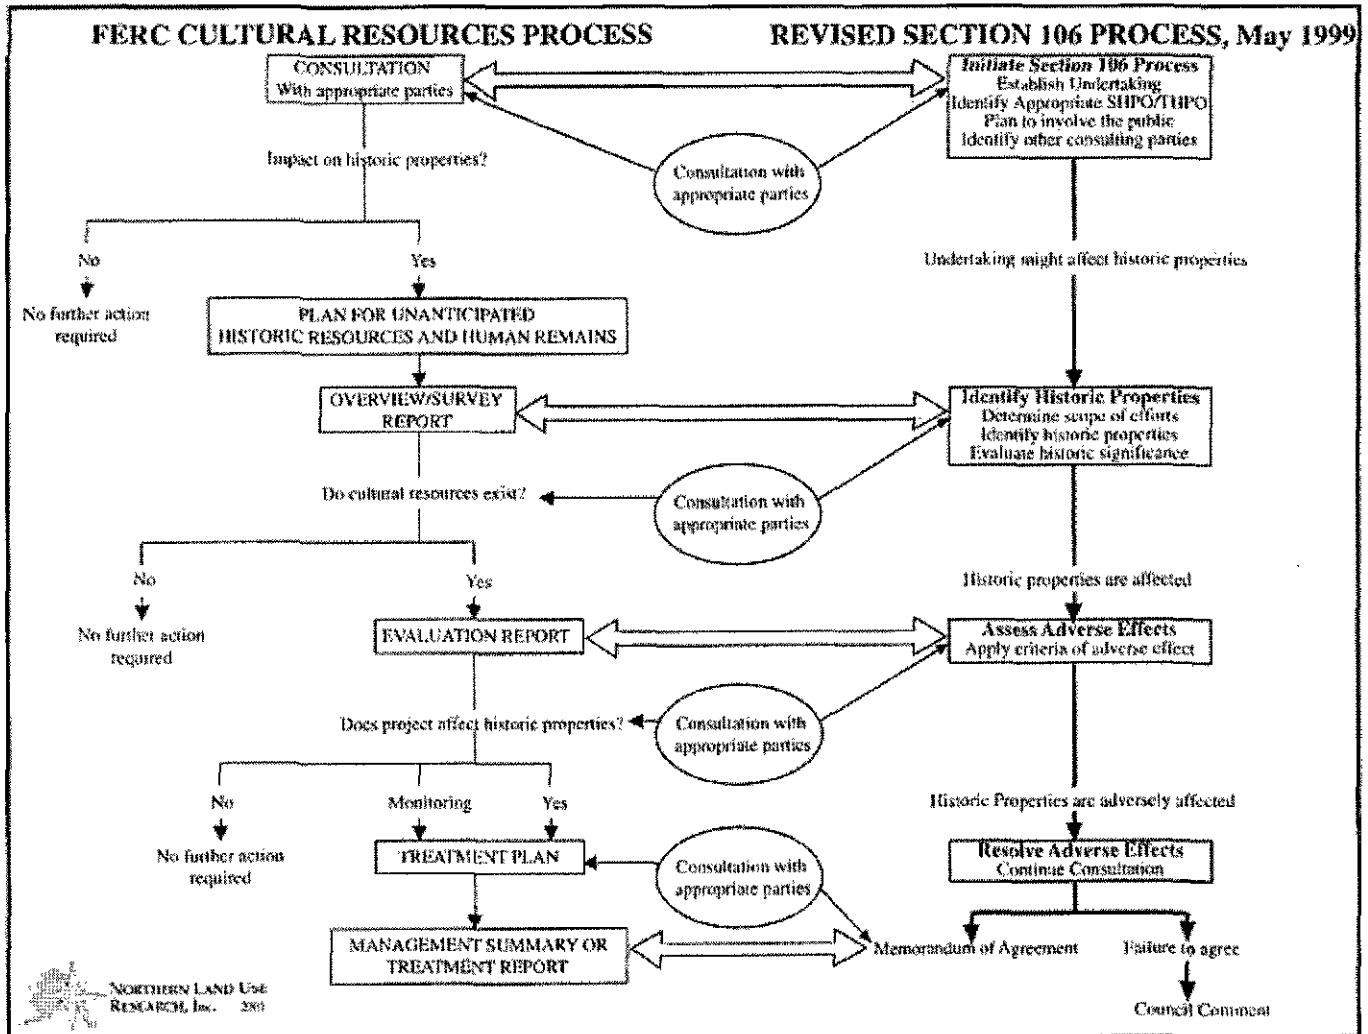 FERC CULTURAL RESOURCES PROCESS
REVISED SECTION 106 PROCESS, May 1999
CONSULTATION
With appropriate parties
Initiate Section 106 Process
Establish Undertaking
Identify Appropriate SHPO/THPO
Plan to involve the public
Identify other consulting parties
Consultation with
appropriate parties
Impact on historic properties?
No
Yes
Undertaking might affect historic properties
No further action
required
PLAN FOR UNANTICIPATED
HISTORIC RESOURCES AND HUMAN REMAINS
OVERVIEW/SURVEY
REPORT
Identify Historic Properties
Determine scope of efforts
Identify historic properties
Evaluate historic significance
Do cultural resources exist?
Consultation with
appropriate parties
No
Yes
Historic properties are affected
No further action
required
EVALUATION REPORT
Assess Adverse Effects
Apply criteria of adverse effect
Does project affect historic properties?
Consultation with
appropriate parties
No
Monitoring
Yes
Historic Properties are adversely affected
No further action
required
TREATMENT PLAN
Consultation with
appropriate parties
Resolve Adverse Effects
Continue Consultation
MANAGEMENT SUMMARY OR
TREATMENT REPORT
Memorandum of Agreement
Failure to agree
Council Comment
NORTHERN LAND USE
RESEARCH, Inc.